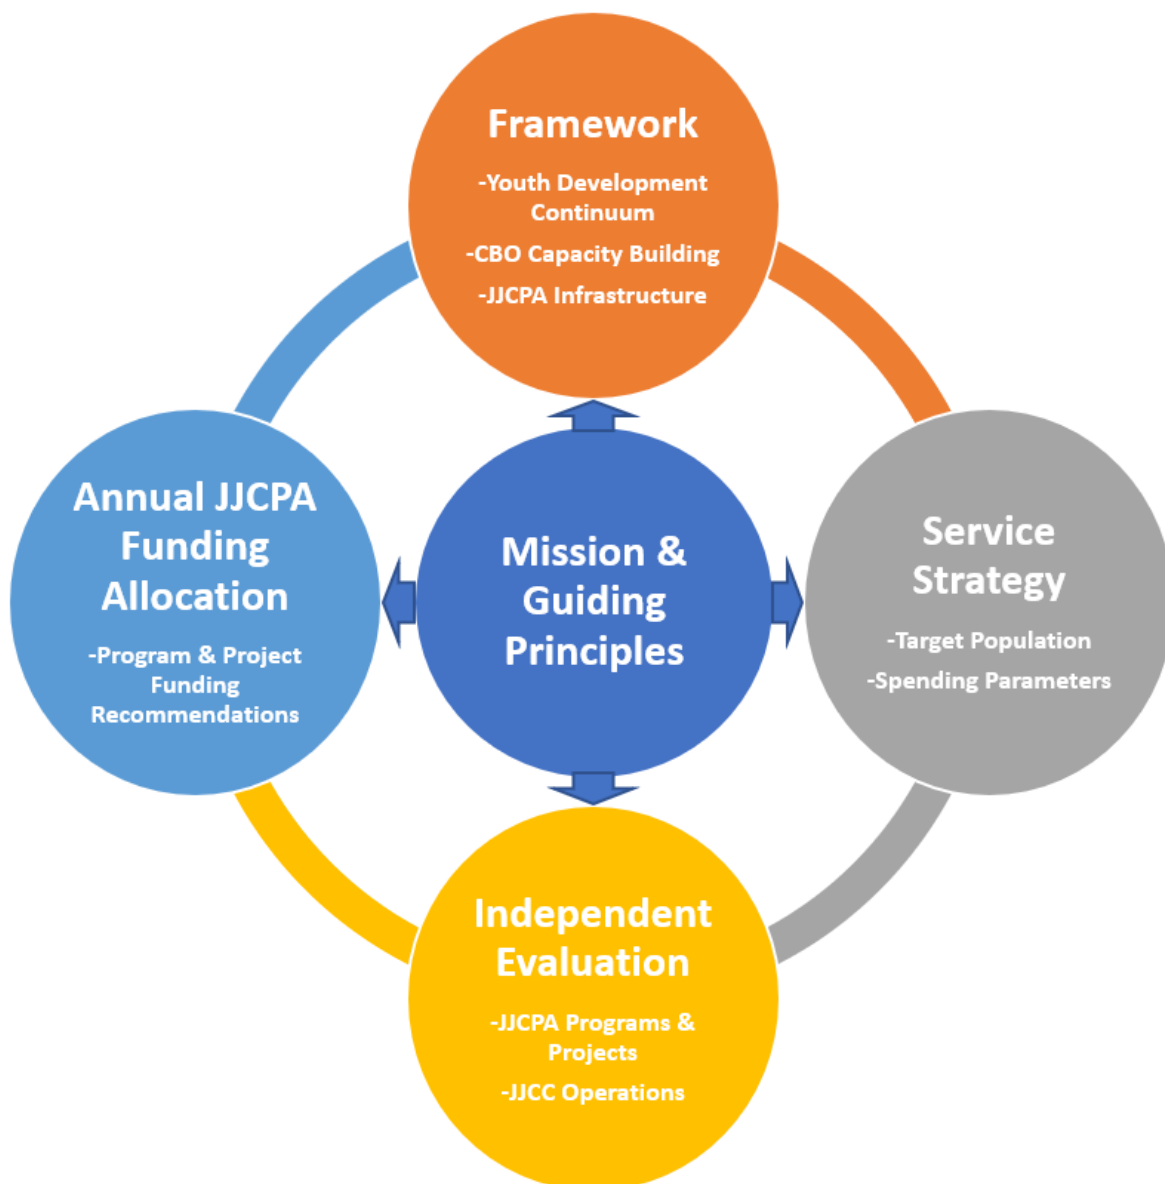 Framework
-Youth Development
Continuum
-CBO Capacity Building
-JJCPA Infrastructure
Annual JJCPA
Funding
Allocation
-Program & Project
Funding
Recommendations
Mission &
Guiding
Principles
Service
Strategy
-Target Population
-Spending Parameters
Independent
Evaluation
-JJCPA Programs &
Projects
-JJCC Operations